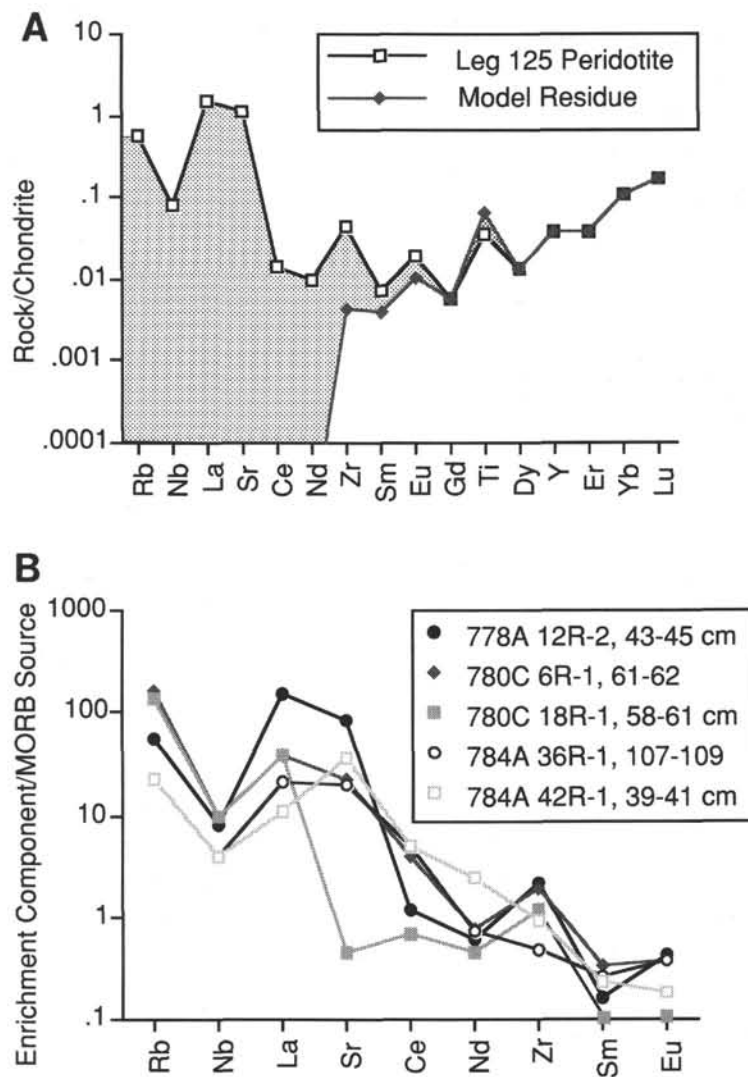 A
10
1
.1
.01
.001
.0001
Rock/Chondrite
Leg 125 Peridotite
Model Residue
Rb Nb La Sr Ce Nd Zr Sm Eu Gd Ti Dy Y Er Yb Lu
B
1000
100
10
1
.1
Enrichment Component/MORB Source
778A 12R-2, 43-45 cm
780C 6R-1, 61-62
780C 18R-1, 58-61 cm
784A 36R-1, 107-109
784A 42R-1, 39-41 cm
Rb Nb La Sr Ce Nd Zr Sm Eu